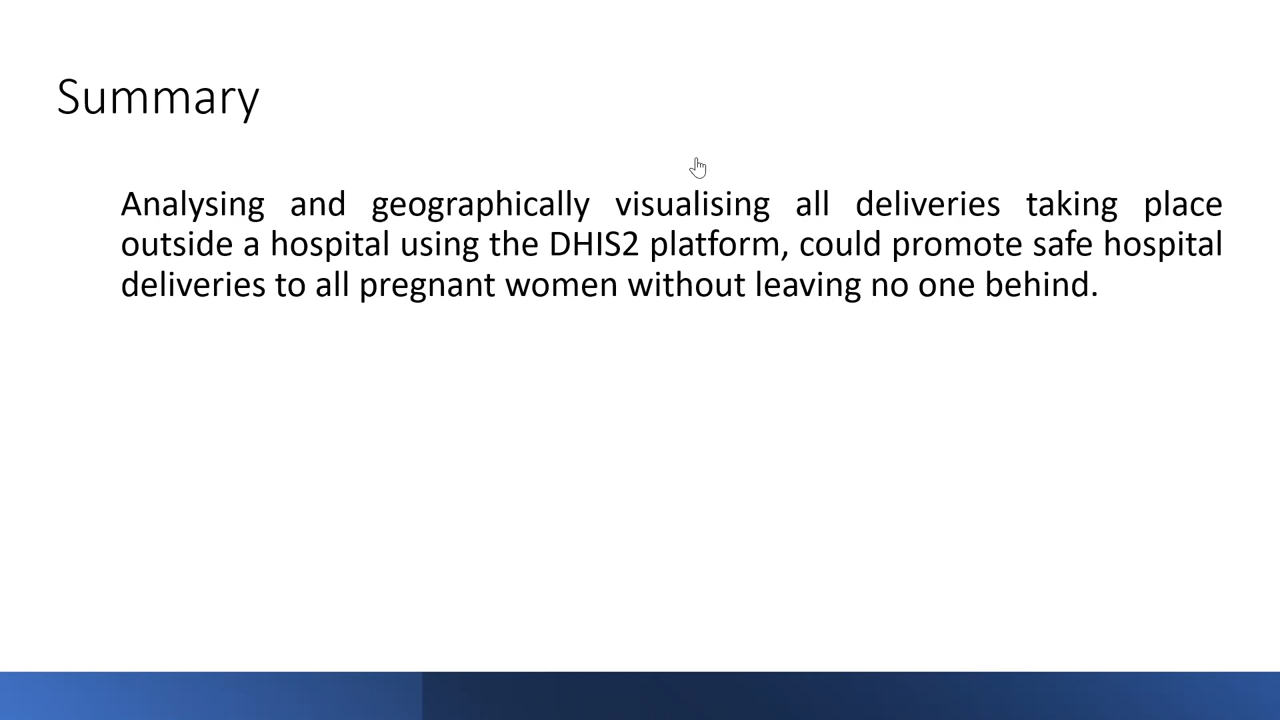 Summary
Analysing and geographically visualising all deliveries taking place
outside a hospital using the DHIS2 platform, could promote safe hospital
deliveries to all pregnant women without leaving no one behind.